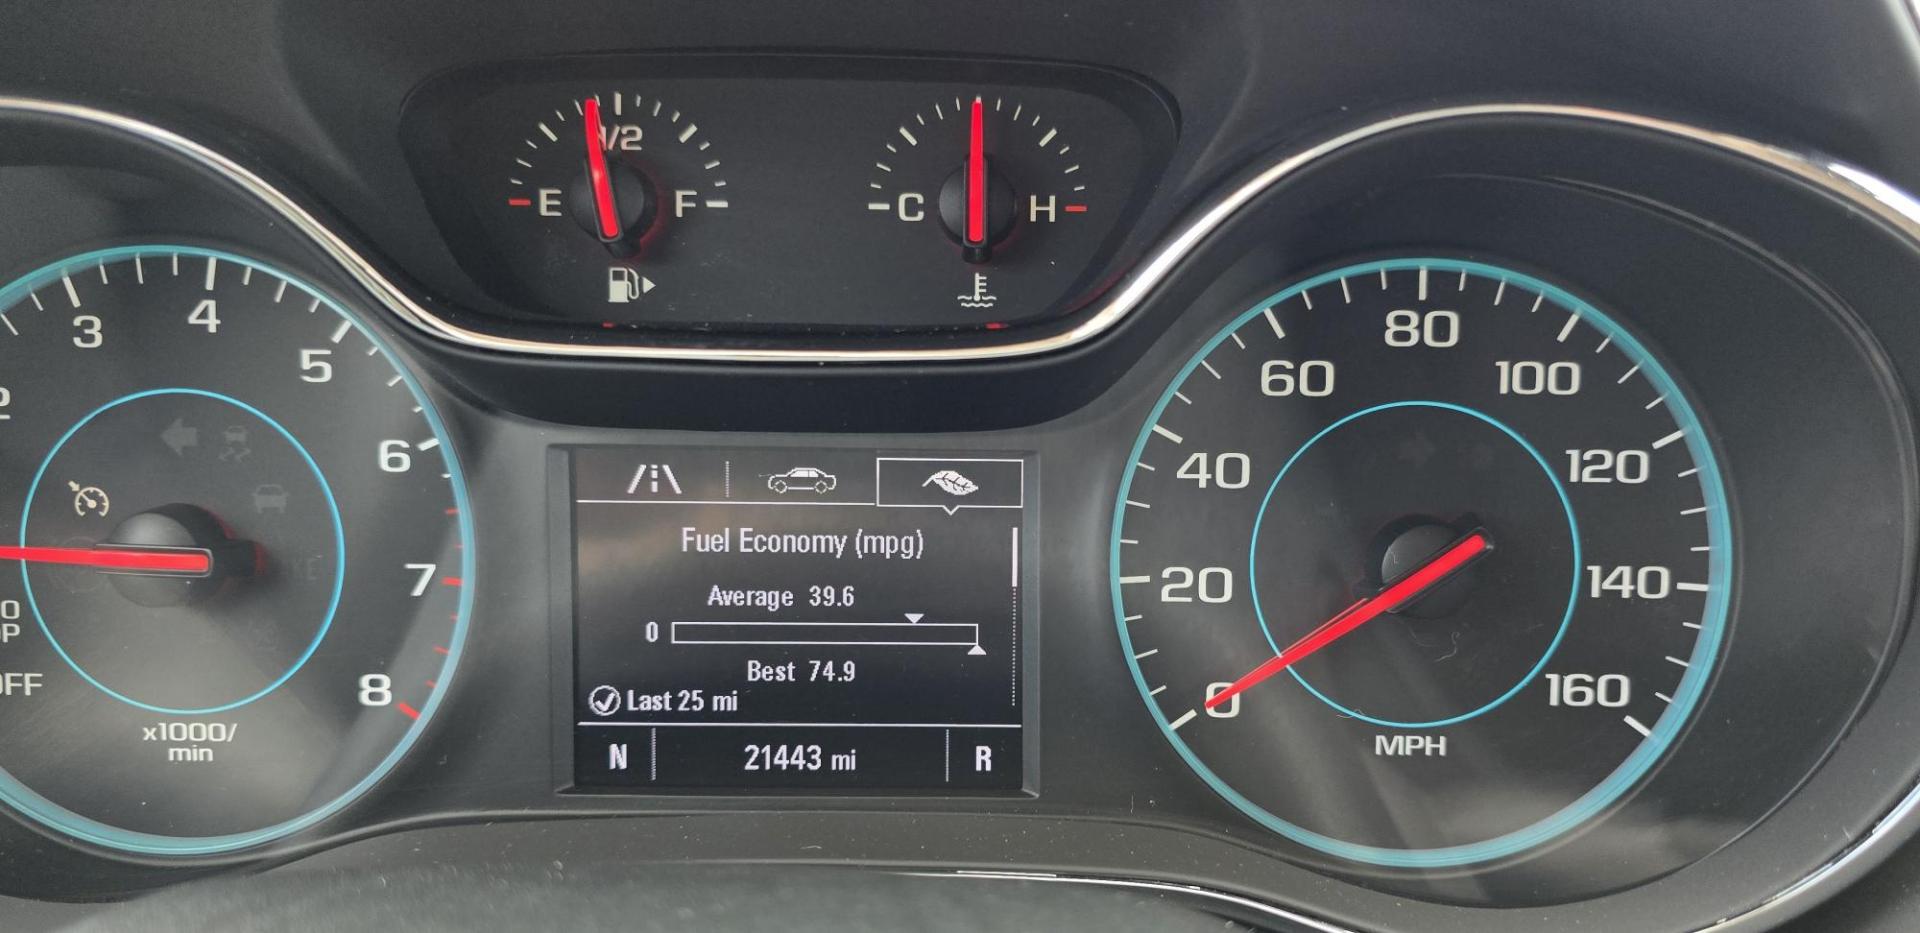 1/2
E F
C H
3
4
5
6
7
8
x1000/
min
OFF
80
60
100
40
120
20
140
0
160
MPH
Fuel Economy (mpg)
Average 39.6
0
Best 74.9
Last 25 mi
N 21443 mi R